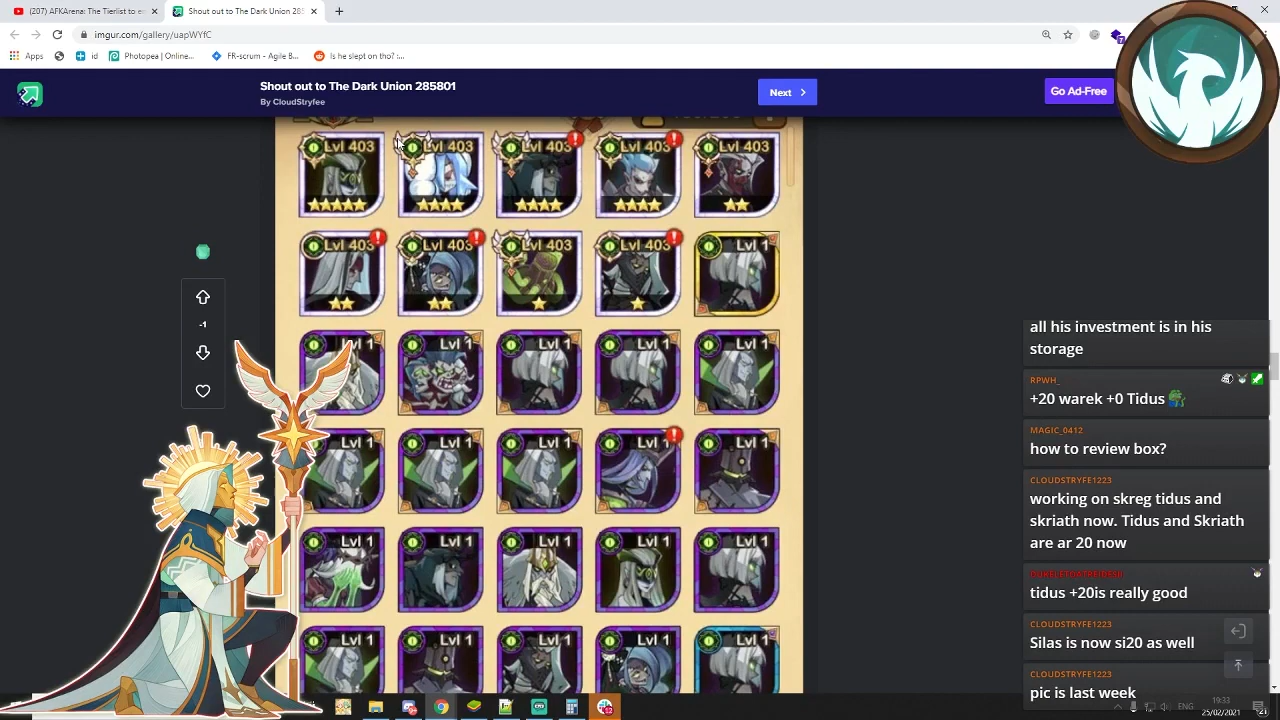 (207) AFKArena: The Tierlist to e
Shout out to The Dark Union 285
imgur.com/gallery/uapWYfC
Apps
id
Photopea | Online...
FR-scrum - Agile B...
Is he slept on tho? :...
Shout out to The Dark Union 285801
By CloudStryfee
Next
Go Ad-Free
Lvl 403 Lvl 403 Lvl 403 Lvl 403 Lvl 403
Lvl 403 Lvl 403 Lvl 403 Lvl 403 Lvl 1
Lvl 1 Lvl 1 Lvl 1 Lvl 1 Lvl 1
Lvl 1 Lvl 1 Lvl 1 Lvl 1 Lvl 1
Lvl 1 Lvl 1 Lvl 1 Lvl 1 Lvl 1
Lvl 1 Lvl 1 Lvl 1 Lvl 1 Lvl 1
-1
all his investment is in his
storage
RPWH_
+20 warek +0 Tidus
MAGIC_0412
how to review box?
CLOUDSTRYFE1223
working on skreg tidus and
skriath now. Tidus and Skriath
are ar 20 now
tidus +20is really good
CLOUDSTRYFE1223
Silas is now si20 as well
CLOUDSTRYFE1223
pic is last week
12
ENG
19:33
25/02/2021
21